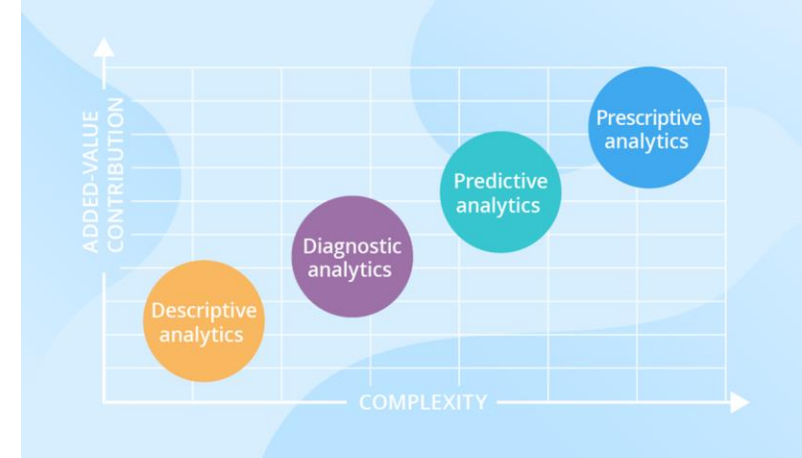 ADDED-VALUE
CONTRIBUTION
Prescriptive
analytics
Predictive
analytics
Diagnostic
analytics
Descriptive
analytics
COMPLEXITY